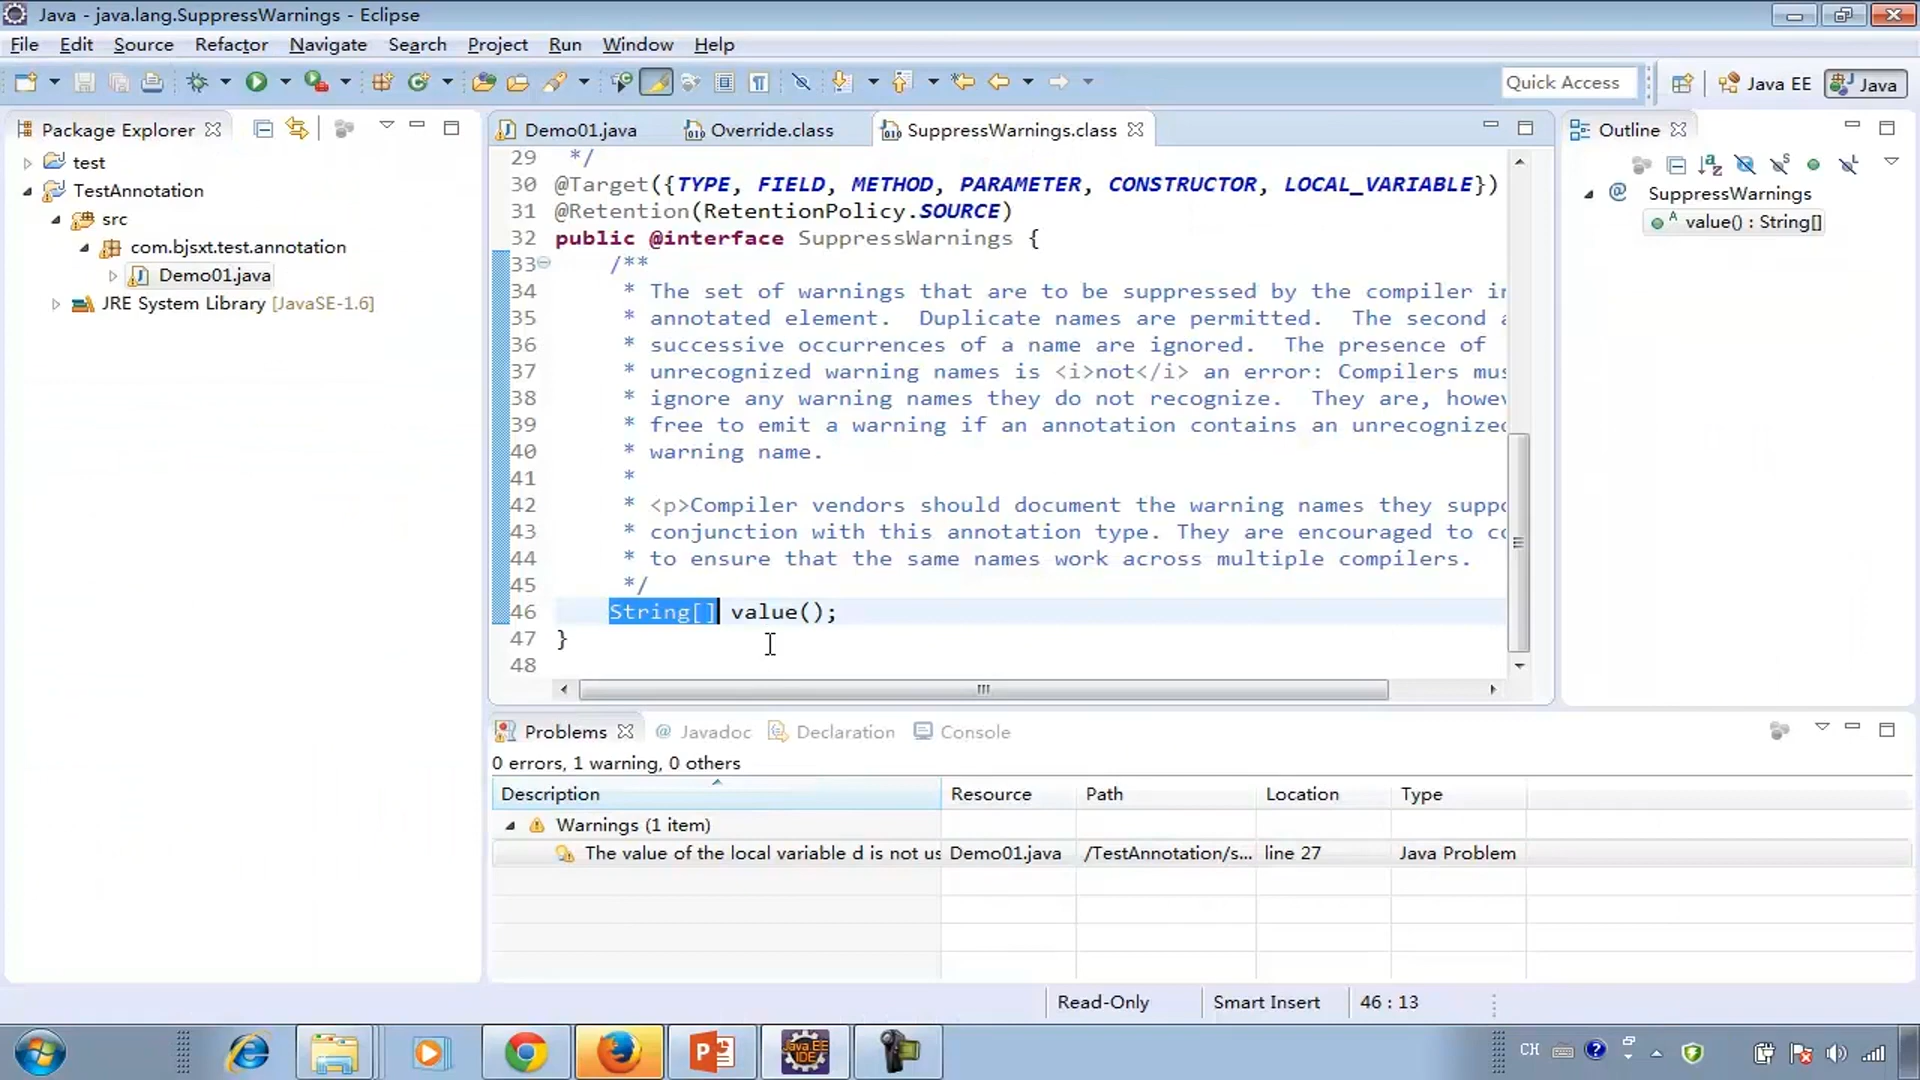 Java - java.lang.SuppressWarnings - Eclipse
File Edit Source Refactor Navigate Search Project Run Window Help
Quick Access Java EE Java
Package Explorer
test
TestAnnotation
src
com.bjsxt.test.annotation
Demo01.java
JRE System Library [JavaSE-1.6]
Demo01.java Override.class SuppressWarnings.class
29 */
30 @Target({TYPE, FIELD, METHOD, PARAMETER, CONSTRUCTOR, LOCAL_VARIABLE})
31 @Retention(RetentionPolicy.SOURCE)
32 public @interface SuppressWarnings {
33 /**
34 * The set of warnings that are to be suppressed by the compiler in
35 * annotated element. Duplicate names are permitted. The second a
36 * successive occurrences of a name are ignored. The presence of
37 * unrecognized warning names is <i>not</i> an error: Compilers mus
38 * ignore any warning names they do not recognize. They are, howev
39 * free to emit a warning if an annotation contains an unrecognized
40 * warning name.
41 *
42 * <p>Compiler vendors should document the warning names they suppo
43 * conjunction with this annotation type. They are encouraged to co
44 * to ensure that the same names work across multiple compilers.
45 */
46 String[] value();
47 }
48
Outline
SuppressWarnings
value() : String[]
Problems Javadoc Declaration Console
0 errors, 1 warning, 0 others
Description Resource Path Location Type
Warnings (1 item)
The value of the local variable d is not us Demo01.java /TestAnnotation/s... line 27 Java Problem
Read-Only Smart Insert 46 : 13
Java EE IDE
CH